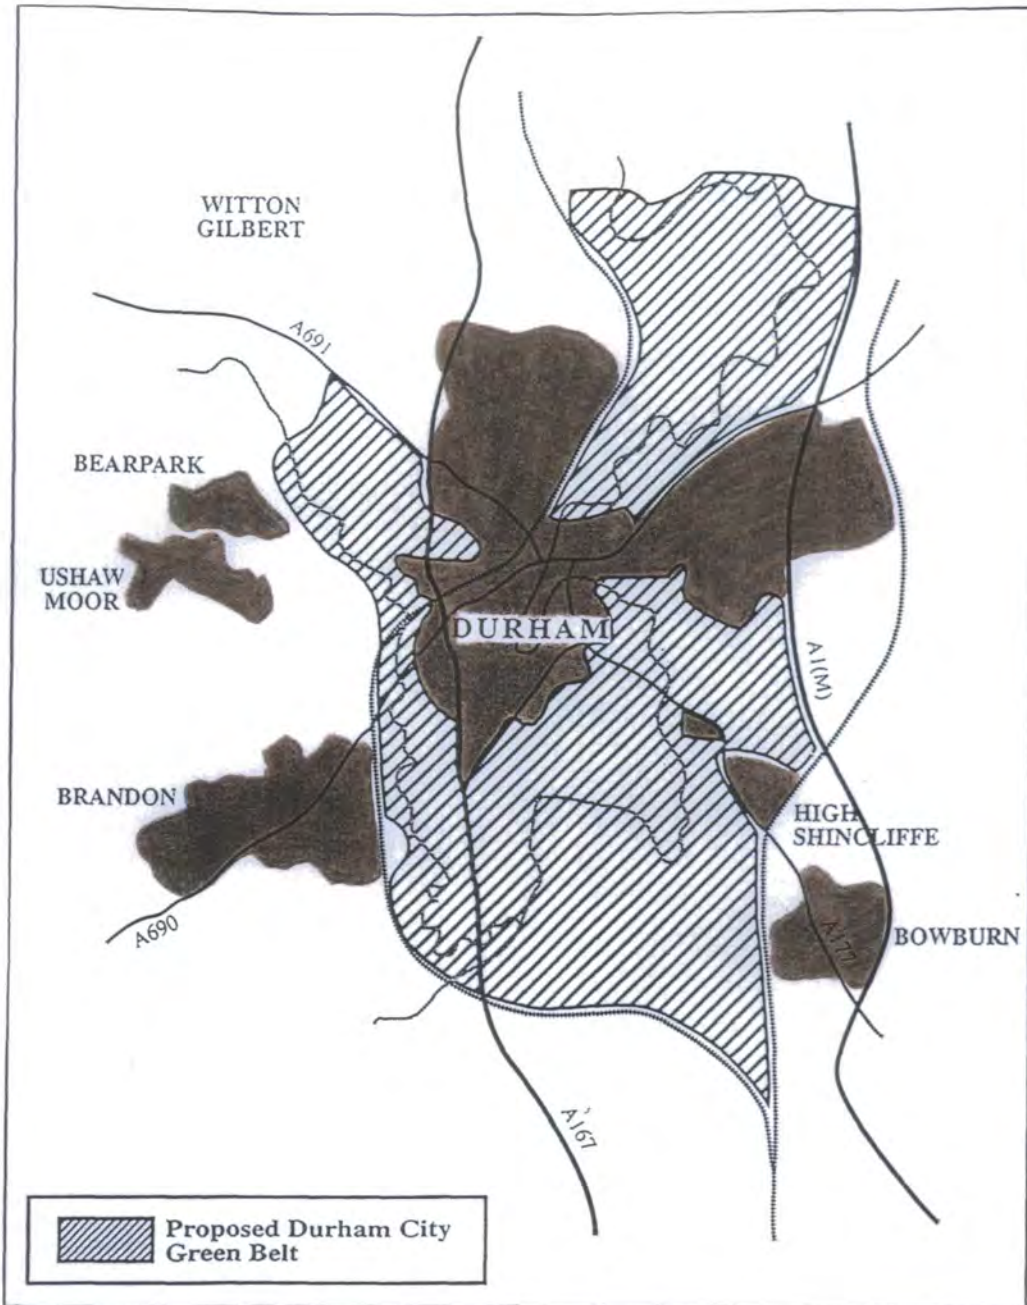 WITTON
GILBERT
A691
BEARPARK
USHAW
MOOR
DURHAM
A1(M)
BRANDON
HIGH
SHINCLIFFE
A690
A177
BOWBURN
A167
Proposed Durham City
Green Belt